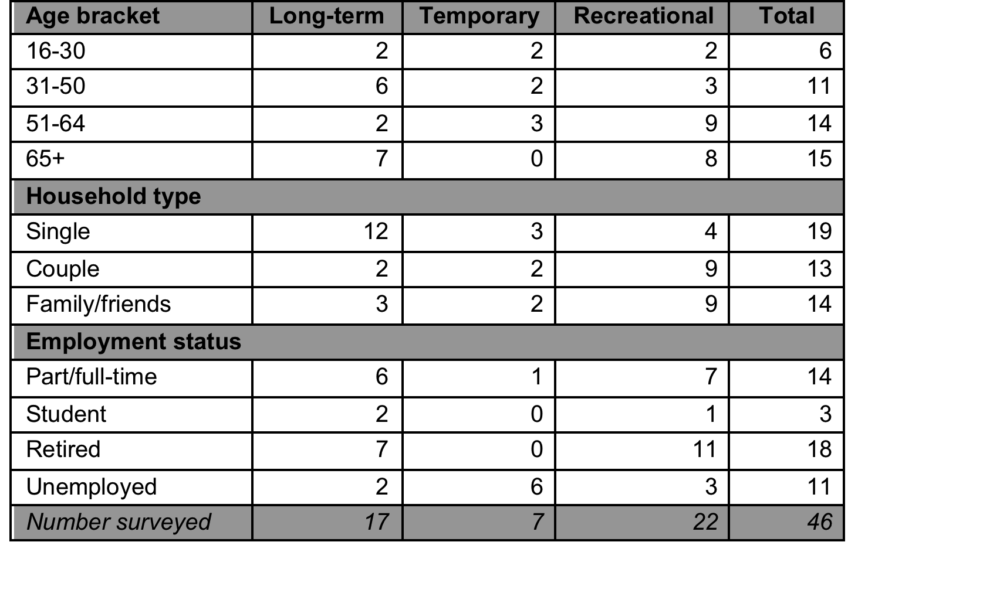 Age bracket Long-term Temporary Recreational Total
16-30 2 2 2 6
31-50 6 2 3 11
51-64 2 3 9 14
65+ 7 0 8 15
Household type
Single 12 3 4 19
Couple 2 2 9 13
Family/friends 3 2 9 14
Employment status
Part/full-time 6 1 7 14
Student 2 0 1 3
Retired 7 0 11 18
Unemployed 2 6 3 11
Number surveyed 17 7 22 46